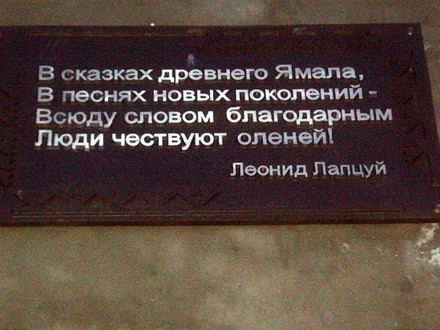 В сказках древнего Ямала,
В песнях новых поколений -
Всюду словом благодарным
Люди чествуют оленей!
Леонид Лапцуй